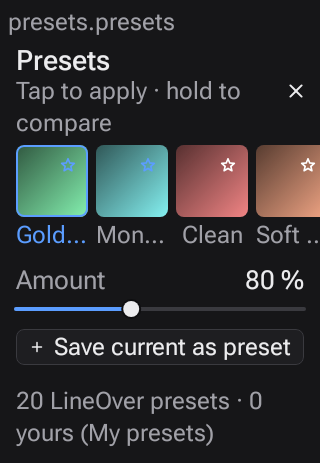 presets.presets
Presets
Tap to apply · hold to
compare
Gold... Mon... Clean Soft ...
Amount 80 %
+ Save current as preset
20 LineOver presets · 0
yours (My presets)